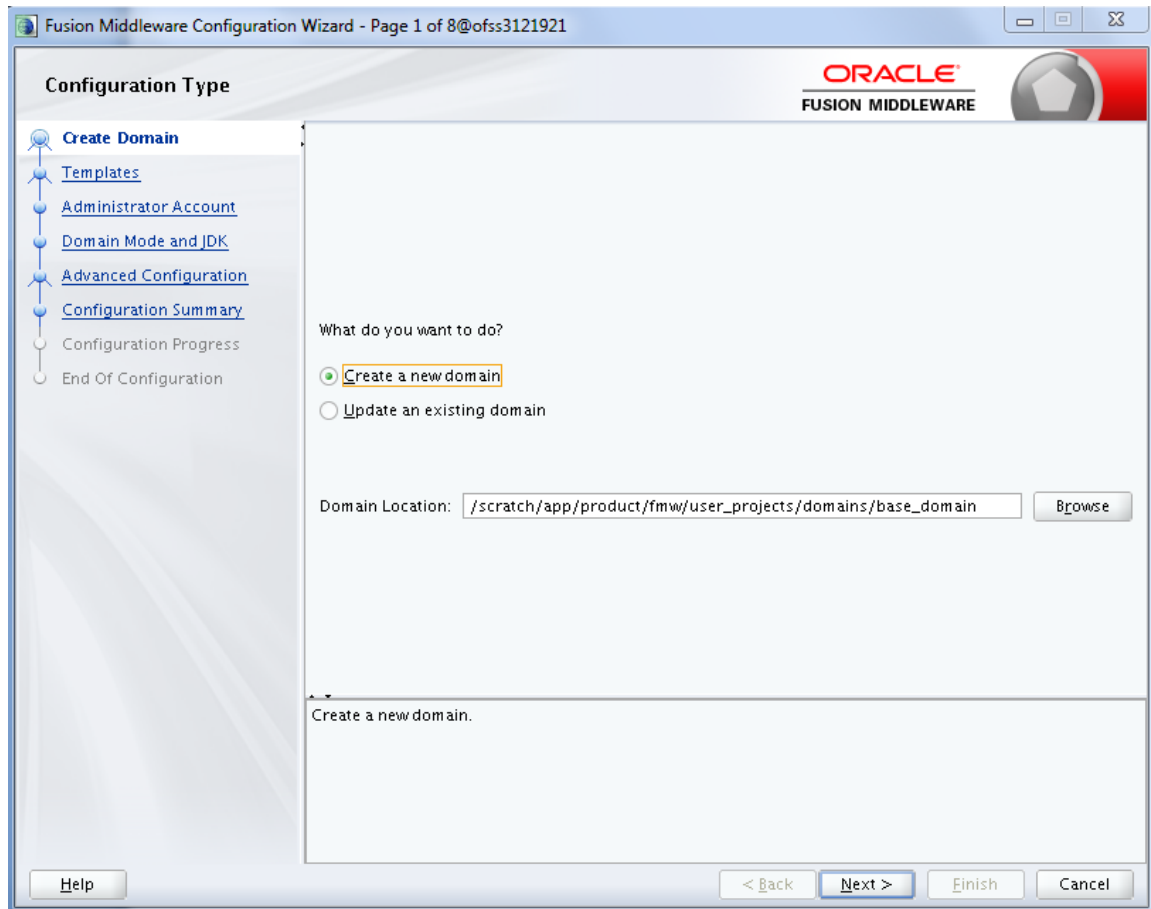 Fusion Middleware Configuration Wizard - Page 1 of 8@ofss3121921
Configuration Type
ORACLE
FUSION MIDDLEWARE
Create Domain
Templates
Administrator Account
Domain Mode and JDK
Advanced Configuration
Configuration Summary
Configuration Progress
End Of Configuration
What do you want to do?
Create a new domain
Update an existing domain
Domain Location: /scratch/app/product/fmw/user_projects/domains/base_domain Browse
Create a new domain.
Help < Back Next > Finish Cancel